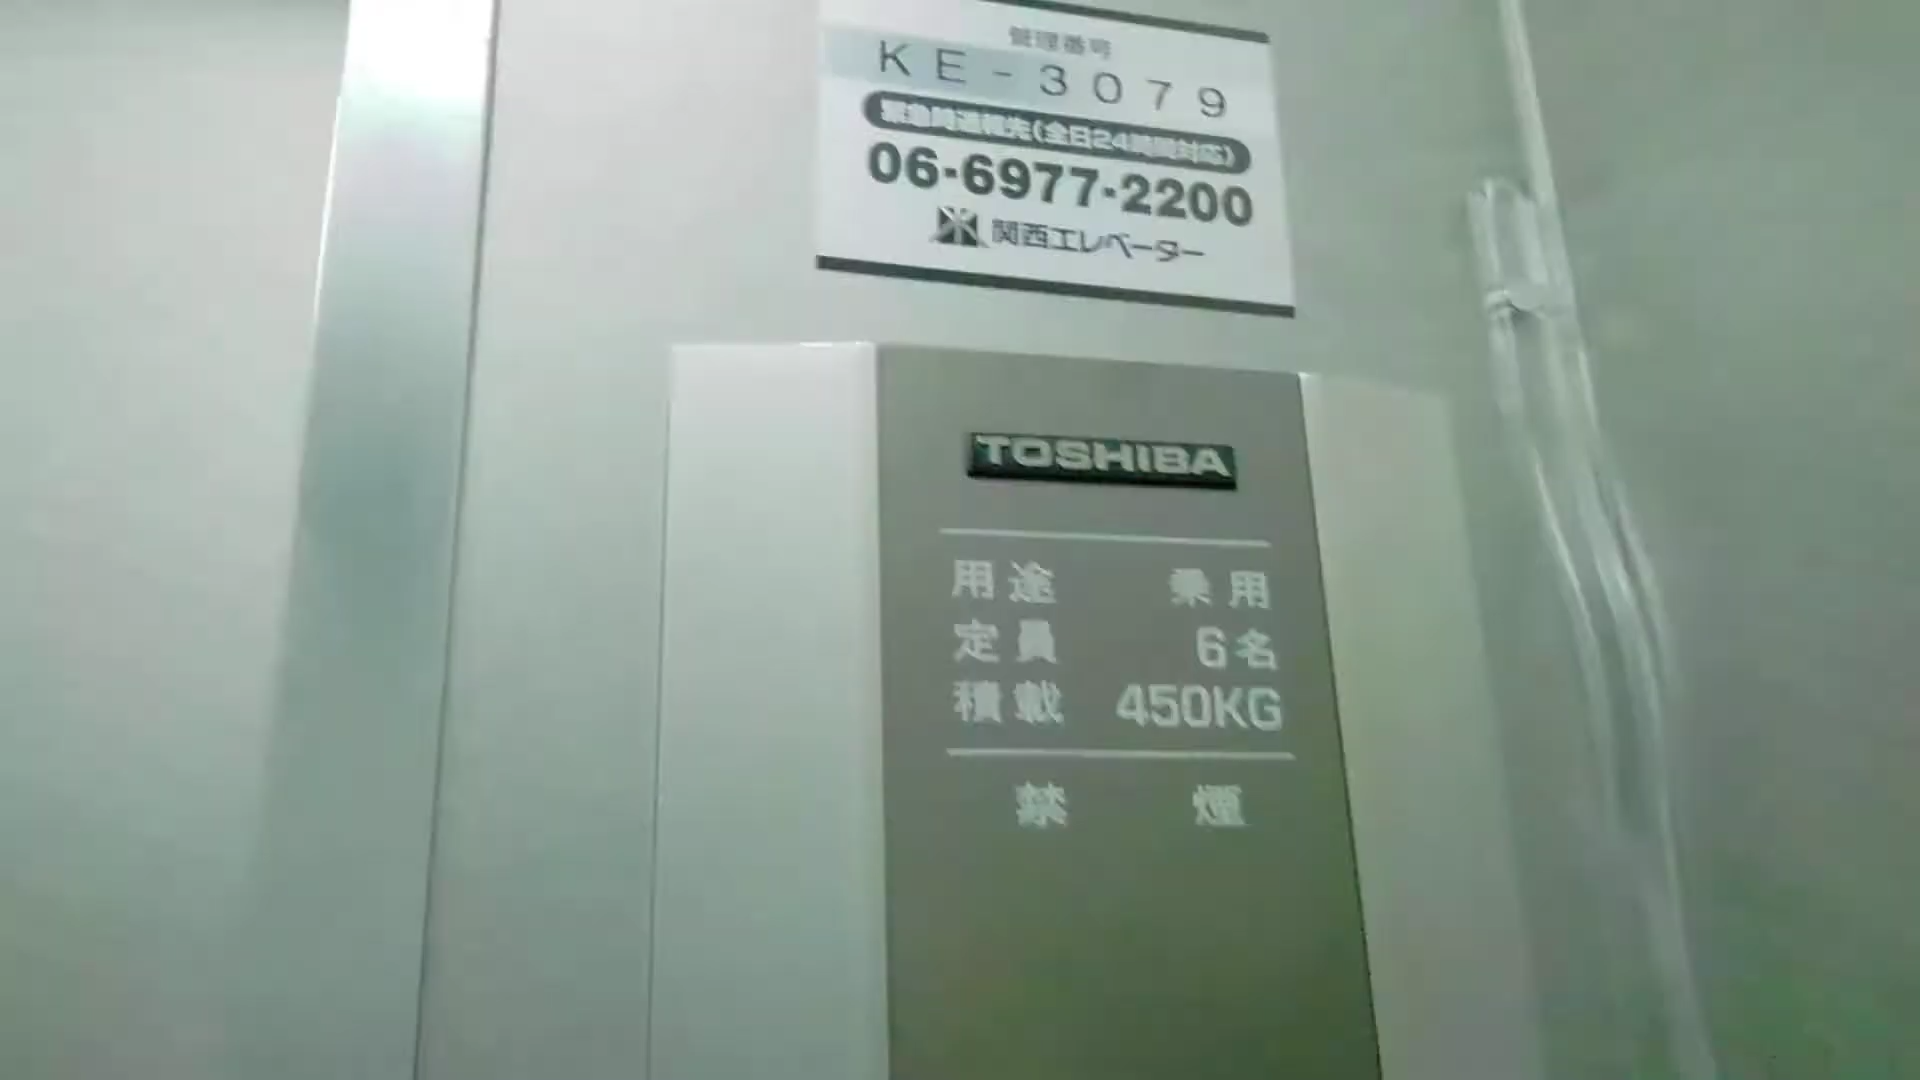 管理番号
KE-3079
緊急時連絡先(全日24時間対応)
06-6977-2200
関西エレベーター
TOSHIBA
用途 乗用
定員 6名
積載 450KG
禁煙